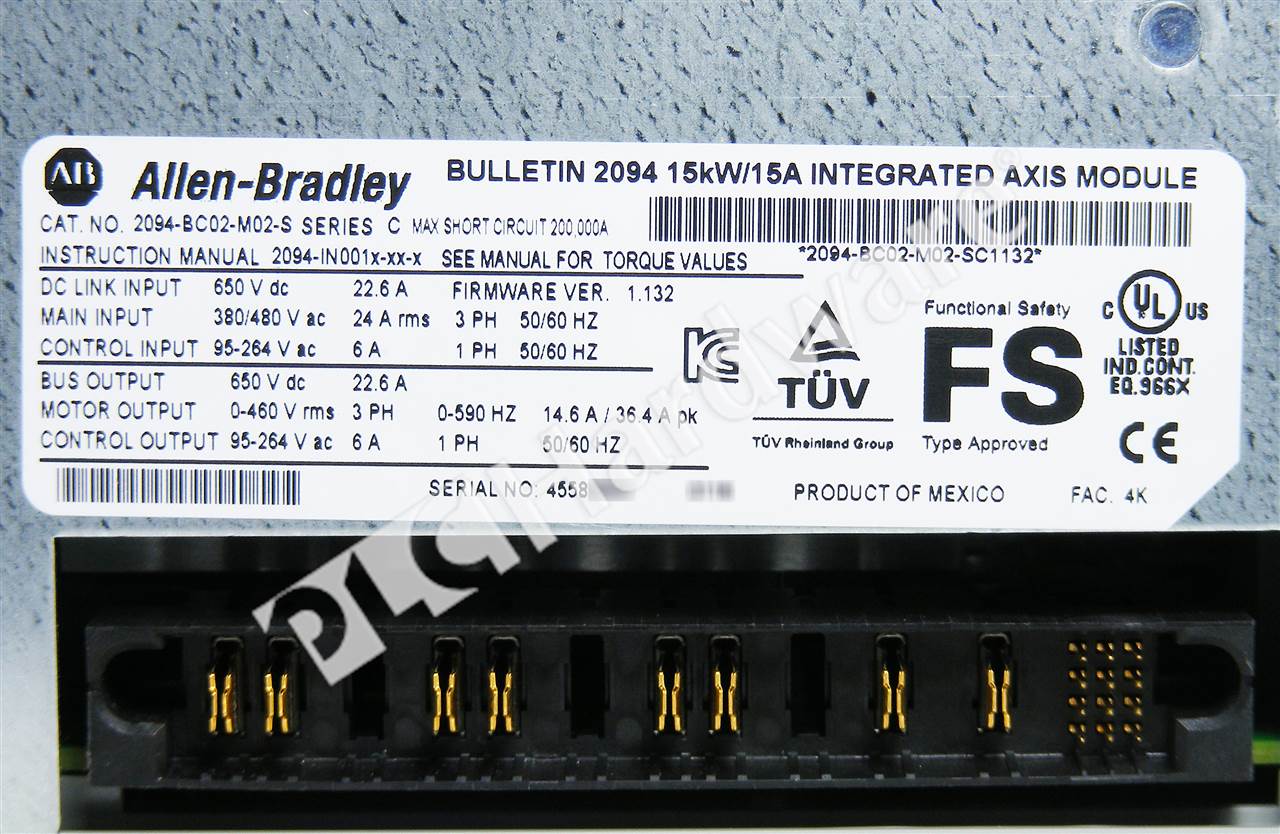 AB Allen-Bradley BULLETIN 2094 15kW/15A INTEGRATED AXIS MODULE
CAT. NO. 2094-BC02-M02-S SERIES C MAX SHORT CIRCUIT 200,000A
INSTRUCTION MANUAL 2094-IN001x-xx-x SEE MANUAL FOR TORQUE VALUES *2094-BC02-M02-SC1132*
DC LINK INPUT 650 V dc 22.6 A FIRMWARE VER. 1.132
MAIN INPUT 380/480 V ac 24 A rms 3 PH 50/60 HZ
CONTROL INPUT 95-264 V ac 6 A 1 PH 50/60 HZ
BUS OUTPUT 650 V dc 22.6 A
MOTOR OUTPUT 0-460 V rms 3 PH 0-590 HZ 14.6 A / 36.4 A pk
CONTROL OUTPUT 95-264 V ac 6 A 1 PH 50/60 HZ
KC
TÜV
TÜV Rheinland Group
Functional Safety
FS
Type Approved
C UL US
LISTED
IND.CONT.
EQ.966X
CE
SERIAL NO: 4558
PRODUCT OF MEXICO FAC. 4K
PLCHardware®